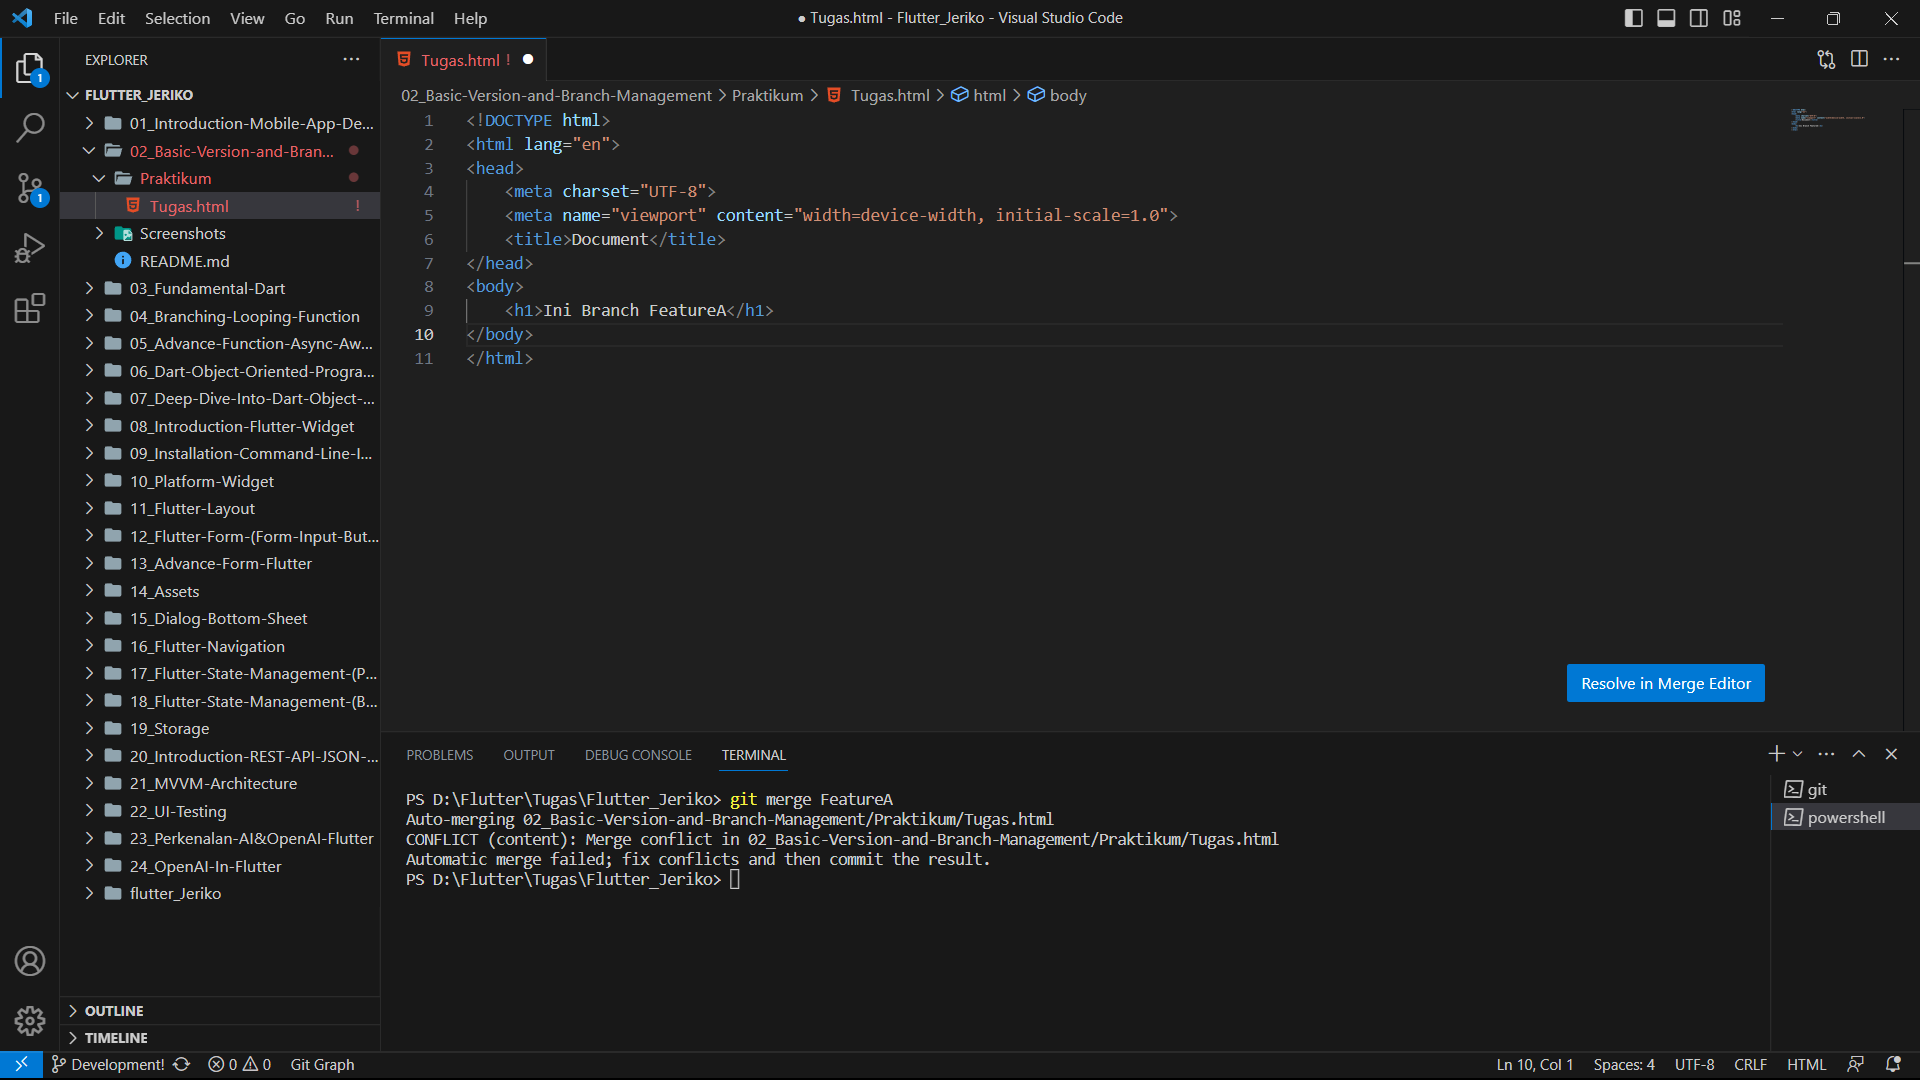 File Edit Selection View Go Run Terminal Help
● Tugas.html - Flutter_Jeriko - Visual Studio Code
EXPLORER
FLUTTER_JERIKO
01_Introduction-Mobile-App-De...
02_Basic-Version-and-Bran...
Praktikum
Tugas.html !
Screenshots
README.md
03_Fundamental-Dart
04_Branching-Looping-Function
05_Advance-Function-Async-Aw...
06_Dart-Object-Oriented-Progra...
07_Deep-Dive-Into-Dart-Object-...
08_Introduction-Flutter-Widget
09_Installation-Command-Line-I...
10_Platform-Widget
11_Flutter-Layout
12_Flutter-Form-(Form-Input-But...
13_Advance-Form-Flutter
14_Assets
15_Dialog-Bottom-Sheet
16_Flutter-Navigation
17_Flutter-State-Management-(P...
18_Flutter-State-Management-(B...
19_Storage
20_Introduction-REST-API-JSON-...
21_MVVM-Architecture
22_UI-Testing
23_Perkenalan-AI&OpenAI-Flutter
24_OpenAI-In-Flutter
flutter_Jeriko
OUTLINE
TIMELINE
1
1
Tugas.html !
02_Basic-Version-and-Branch-Management > Praktikum > Tugas.html > html > body
1 <!DOCTYPE html>
2 <html lang="en">
3 <head>
4 <meta charset="UTF-8">
5 <meta name="viewport" content="width=device-width, initial-scale=1.0">
6 <title>Document</title>
7 </head>
8 <body>
9 <h1>Ini Branch FeatureA</h1>
10 </body>
11 </html>
Resolve in Merge Editor
PROBLEMS OUTPUT DEBUG CONSOLE TERMINAL
PS D:\Flutter\Tugas\Flutter_Jeriko> git merge FeatureA
Auto-merging 02_Basic-Version-and-Branch-Management/Praktikum/Tugas.html
CONFLICT (content): Merge conflict in 02_Basic-Version-and-Branch-Management/Praktikum/Tugas.html
Automatic merge failed; fix conflicts and then commit the result.
PS D:\Flutter\Tugas\Flutter_Jeriko>
git
powershell
Development! 0 0 Git Graph
Ln 10, Col 1 Spaces: 4 UTF-8 CRLF HTML